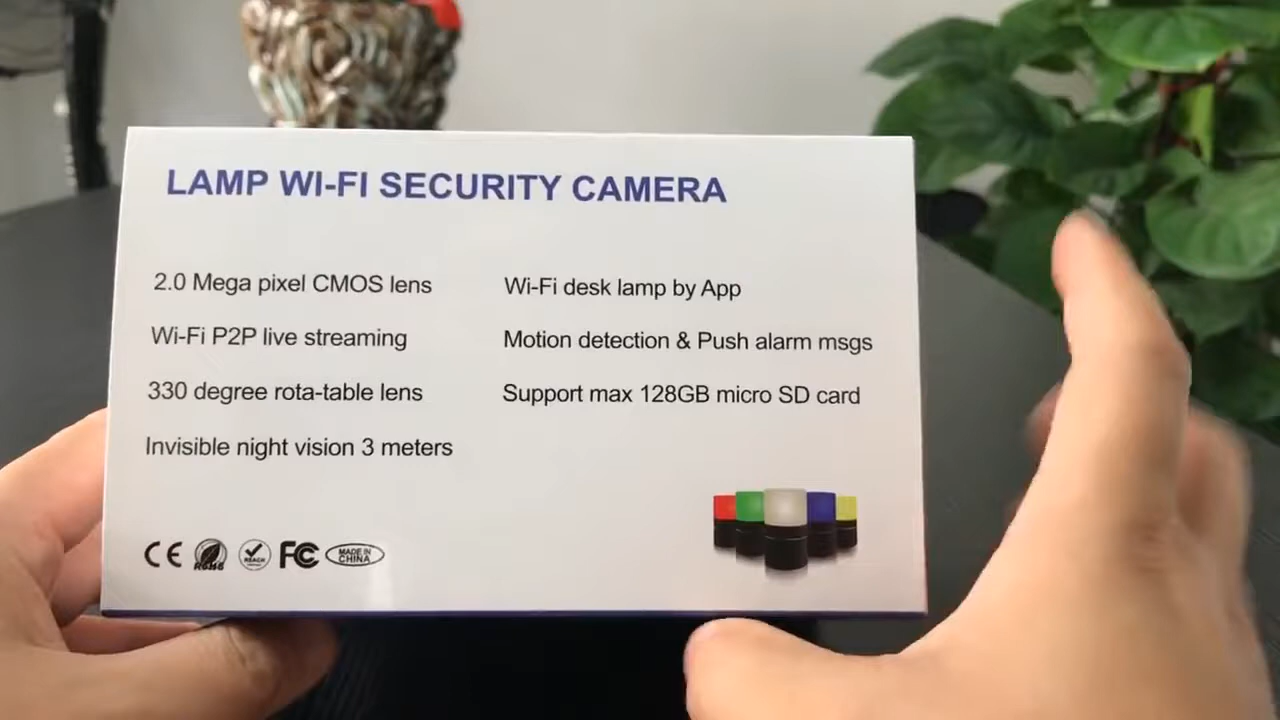 LAMP WI-FI SECURITY CAMERA
2.0 Mega pixel CMOS lens
Wi-Fi P2P live streaming
330 degree rota-table lens
Invisible night vision 3 meters
Wi-Fi desk lamp by App
Motion detection & Push alarm msgs
Support max 128GB micro SD card
CE RoHS REACH FC MADE IN
CHINA